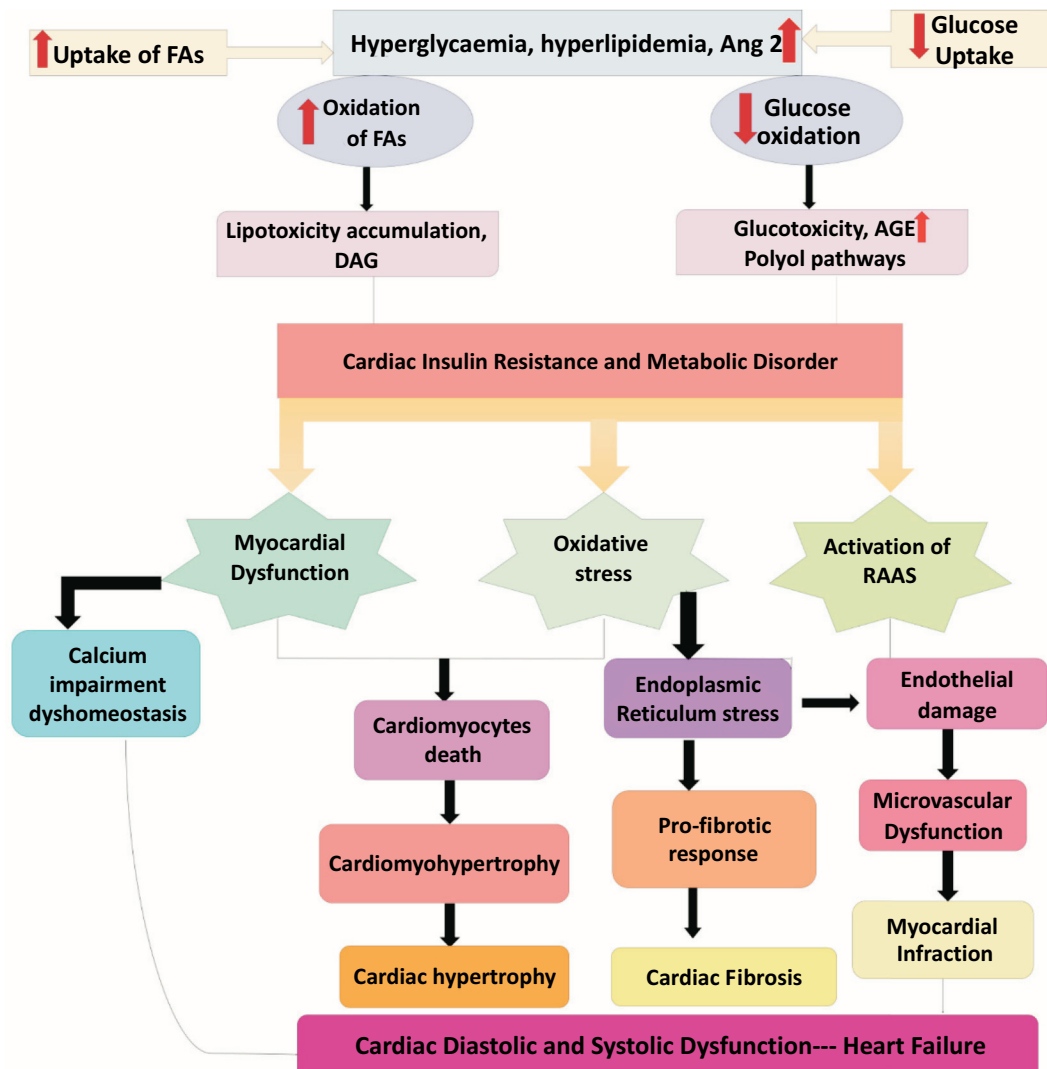 Uptake of FAs
Hyperglycaemia, hyperlipidemia, Ang 2
Glucose
Uptake
Oxidation
of FAs
Glucose
oxidation
Lipotoxicity accumulation,
DAG
Glucotoxicity, AGE
Polyol pathways
Cardiac Insulin Resistance and Metabolic Disorder
Myocardial
Dysfunction
Oxidative
stress
Activation of
RAAS
Calcium
impairment
dyshomeostasis
Cardiomyocytes
death
Endoplasmic
Reticulum stress
Endothelial
damage
Cardiomyohypertrophy
Pro-fibrotic
response
Microvascular
Dysfunction
Cardiac hypertrophy
Cardiac Fibrosis
Myocardial
Infraction
Cardiac Diastolic and Systolic Dysfunction--- Heart Failure